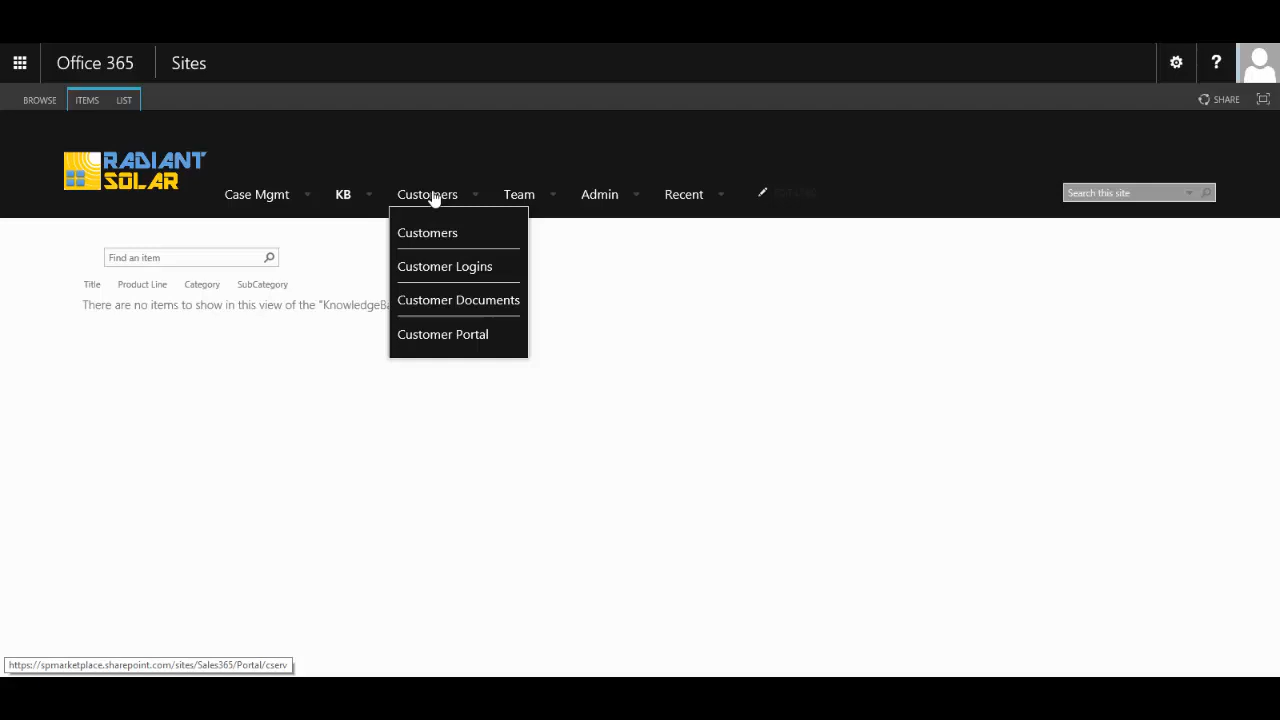 Office 365
Sites
?
BROWSE
ITEMS
LIST
SHARE
RADIANT
SOLAR
Case Mgmt
KB
Customers
Team
Admin
Recent
Search this site
Customers
Customer Logins
Customer Documents
Customer Portal
Find an item
Title Product Line Category SubCategory
There are no items to show in this view of the "KnowledgeBa
https://spmarketplace.sharepoint.com/sites/Sales365/Portal/cserv